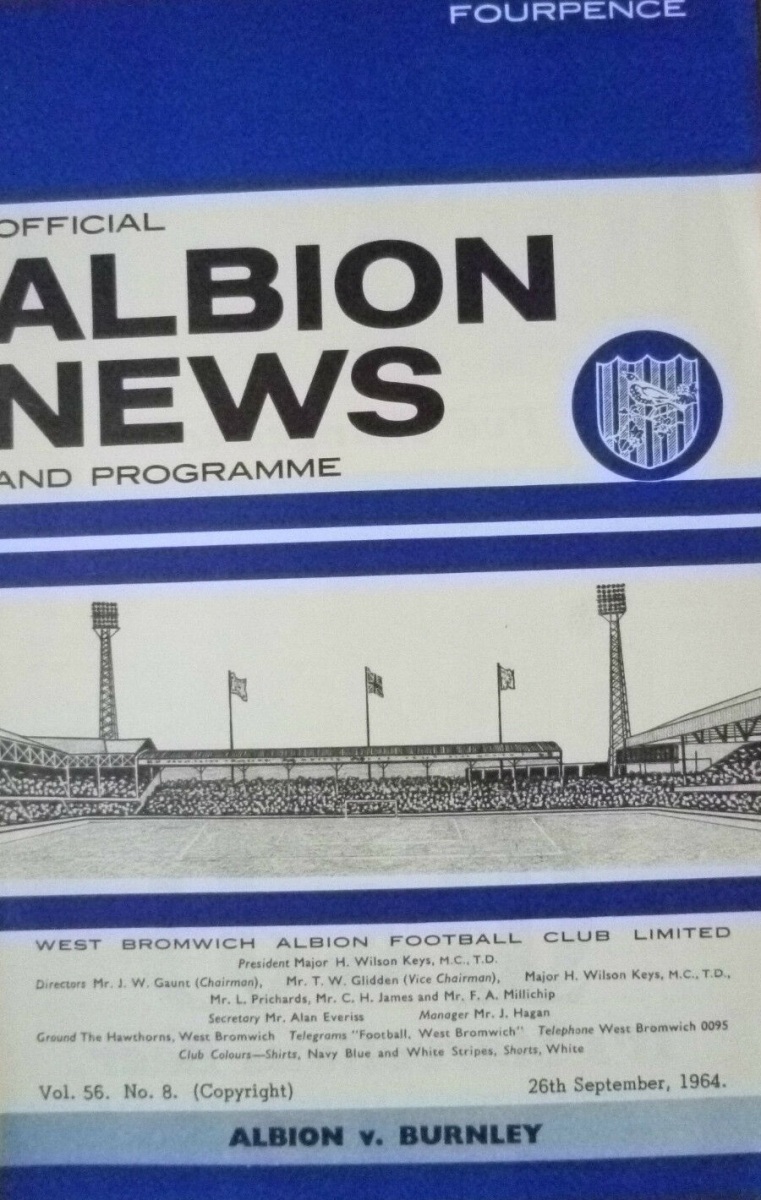 FOURPENCE
OFFICIAL
ALBION
NEWS
AND PROGRAMME
WEST BROMWICH ALBION FOOTBALL CLUB LIMITED
President Major H. Wilson Keys, M.C., T.D.
Directors Mr. J. W. Gaunt (Chairman), Mr. T. W. Glidden (Vice Chairman), Major H. Wilson Keys, M.C., T.D.,
Mr. L. Prichards, Mr. C. H. James and Mr. F. A. Millichip
Secretary Mr. Alan Everiss Manager Mr. J. Hagan
Ground The Hawthorns, West Bromwich Telegrams "Football, West Bromwich" Telephone West Bromwich 0095
Club Colours—Shirts, Navy Blue and White Stripes, Shorts, White
Vol. 56. No. 8. (Copyright) 26th September, 1964.
ALBION v. BURNLEY